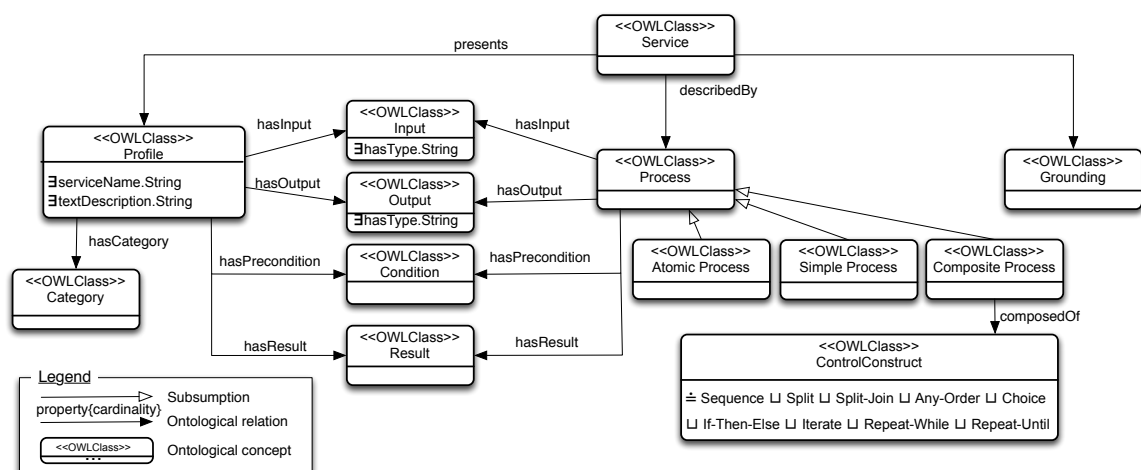 <<OWLClass>>
Service
presents
describedBy
<<OWLClass>>
Profile
∃serviceName.String
∃textDescription.String
hasInput
<<OWLClass>>
Input
∃hasType.String
hasInput
<<OWLClass>>
Process
<<OWLClass>>
Grounding
hasOutput
<<OWLClass>>
Output
∃hasType.String
hasOutput
hasCategory
<<OWLClass>>
Category
hasPrecondition
<<OWLClass>>
Condition
hasPrecondition
<<OWLClass>>
Atomic Process
<<OWLClass>>
Simple Process
<<OWLClass>>
Composite Process
composedOf
hasResult
<<OWLClass>>
Result
hasResult
<<OWLClass>>
ControlConstruct
≐ Sequence ⊔ Split ⊔ Split-Join ⊔ Any-Order ⊔ Choice
⊔ If-Then-Else ⊔ Iterate ⊔ Repeat-While ⊔ Repeat-Until
Legend
Subsumption
property{cardinality}
Ontological relation
<<OWLClass>>
...
Ontological concept